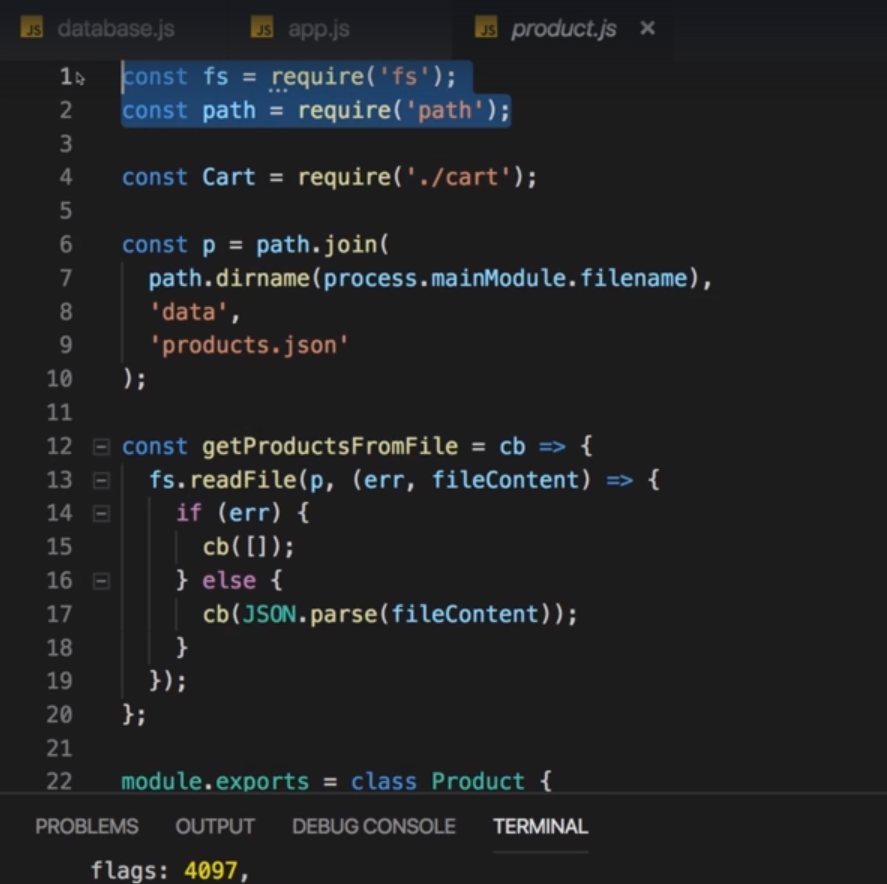 JS database.js JS app.js JS product.js ×
1 const fs = require('fs');
2 const path = require('path');
3
4 const Cart = require('./cart');
5
6 const p = path.join(
7 path.dirname(process.mainModule.filename),
8 'data',
9 'products.json'
10 );
11
12 const getProductsFromFile = cb => {
13 fs.readFile(p, (err, fileContent) => {
14 if (err) {
15 cb([]);
16 } else {
17 cb(JSON.parse(fileContent));
18 }
19 });
20 };
21
22 module.exports = class Product {
PROBLEMS OUTPUT DEBUG CONSOLE TERMINAL
flags: 4097,